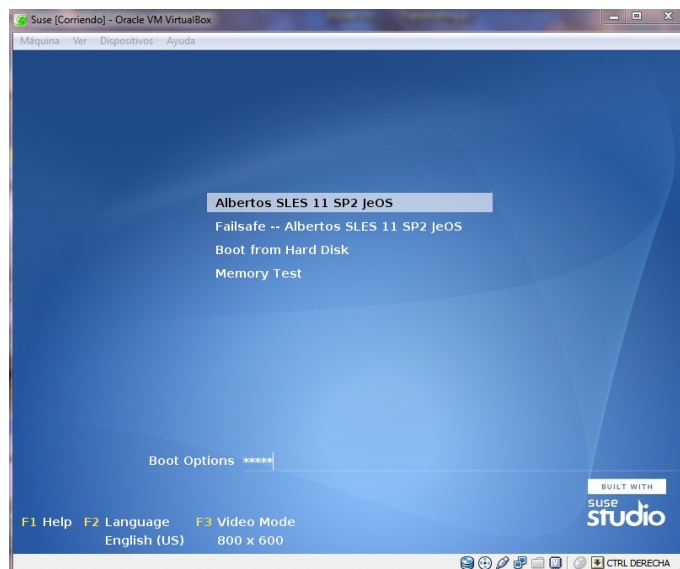 Suse [Corriendo] - Oracle VM VirtualBox
Máquina Ver Dispositivos Ayuda
Albertos SLES 11 SP2 JeOS
Failsafe -- Albertos SLES 11 SP2 JeOS
Boot from Hard Disk
Memory Test
Boot Options *****
BUILT WITH
suse
studio
F1 Help F2 Language F3 Video Mode
English (US) 800 x 600
CTRL DERECHA